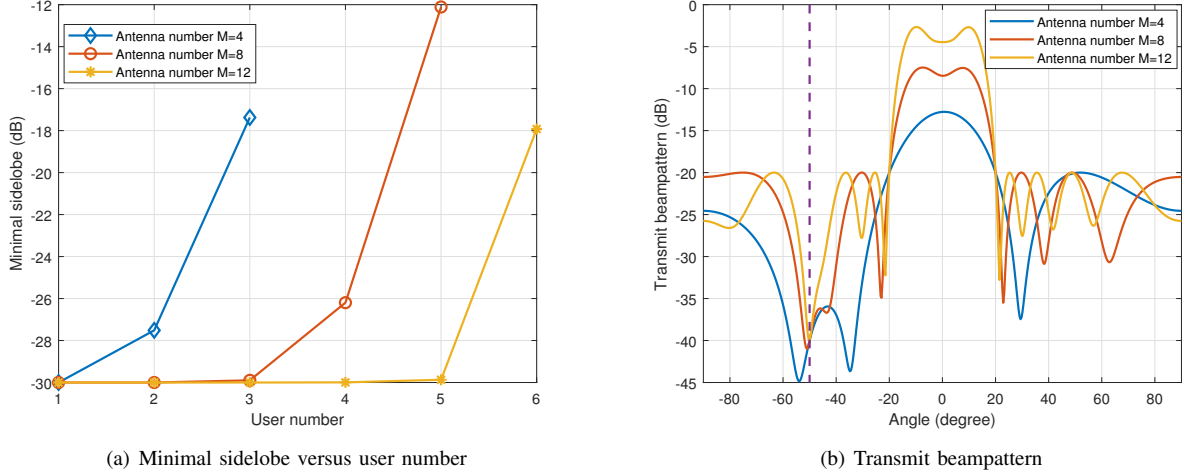 -12
-14
-16
-18
-20
-22
-24
-26
-28
-30
Minimal sidelobe (dB)
Antenna number M=4
Antenna number M=8
Antenna number M=12
1 2 3 4 5 6
User number
(a) Minimal sidelobe versus user number
0
-5
-10
-15
-20
-25
-30
-35
-40
-45
Transmit beampattern (dB)
Antenna number M=4
Antenna number M=8
Antenna number M=12
-80 -60 -40 -20 0 20 40 60 80
Angle (degree)
(b) Transmit beampattern